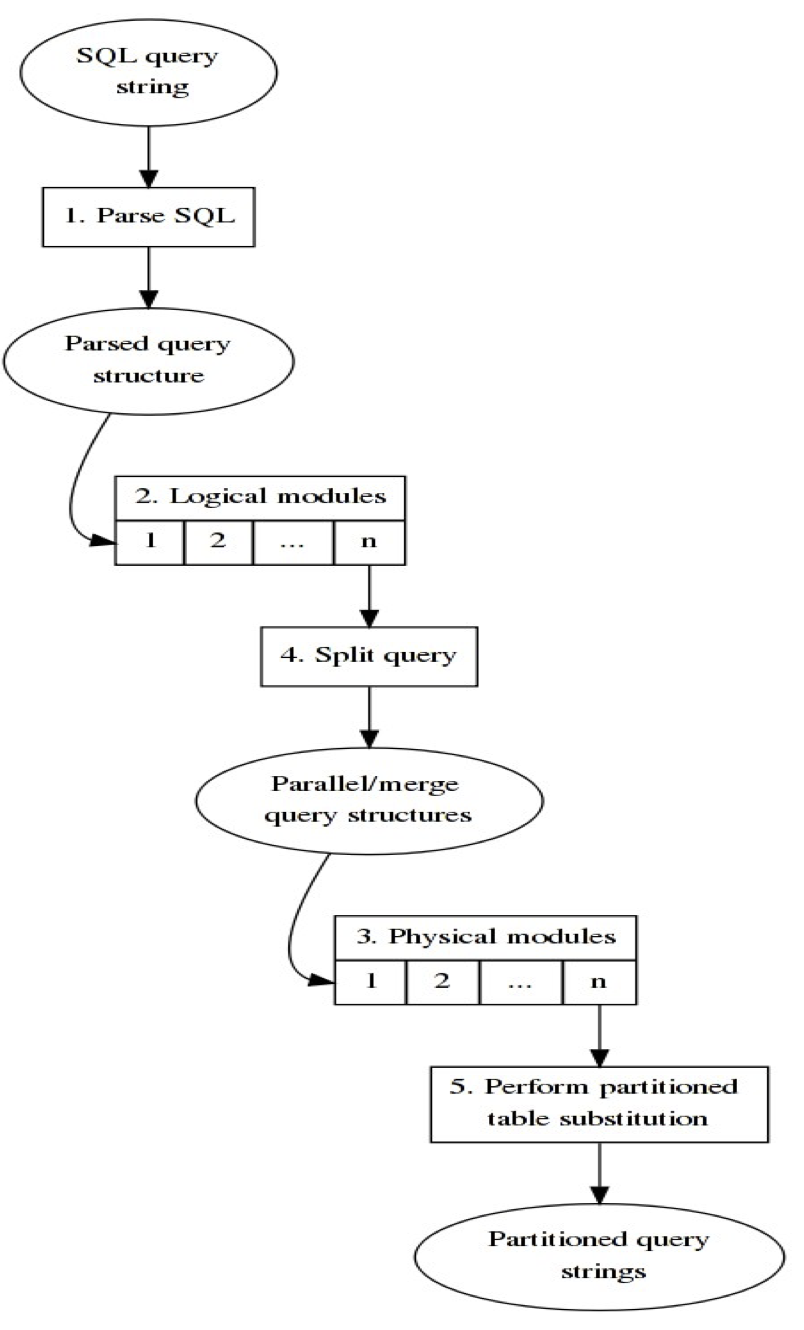 SQL query
string
1. Parse SQL
Parsed query
structure
2. Logical modules
1 2 ... n
4. Split query
Parallel/merge
query structures
3. Physical modules
1 2 ... n
5. Perform partitioned
table substitution
Partitioned query
strings